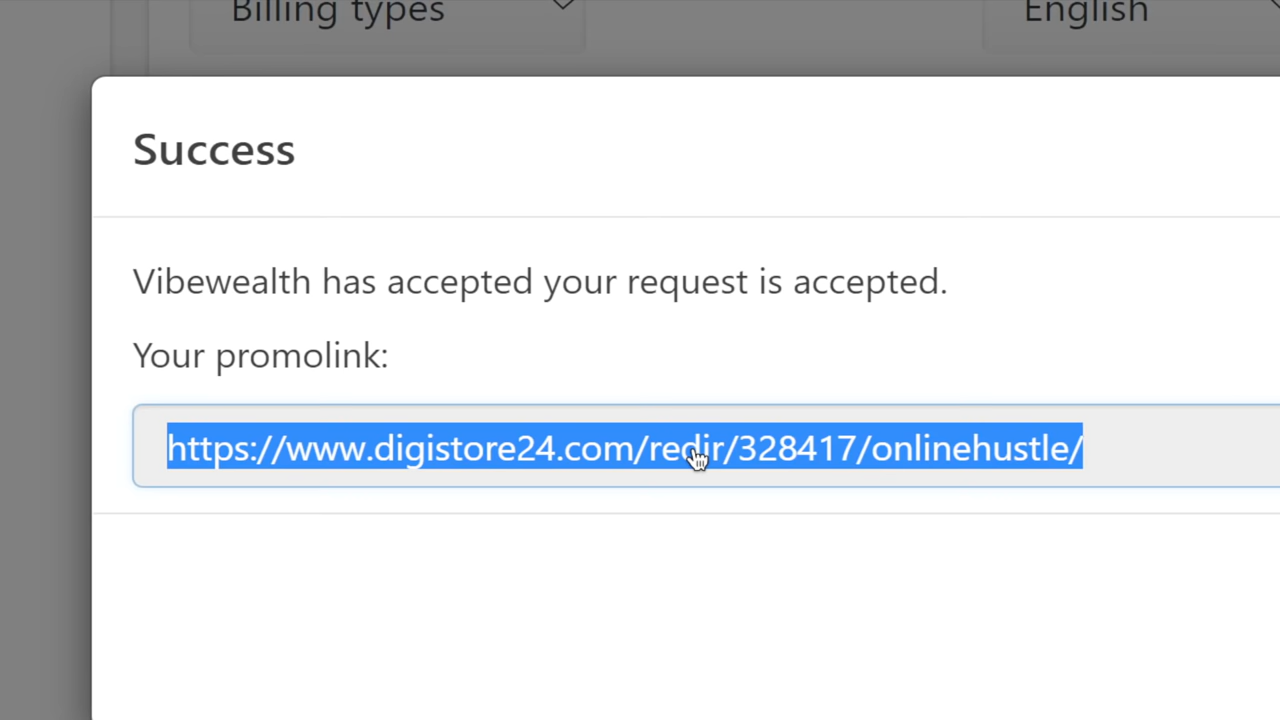 Billing types
English
Success
Vibewealth has accepted your request is accepted.
Your promolink:
https://www.digistore24.com/redir/328417/onlinehustle/